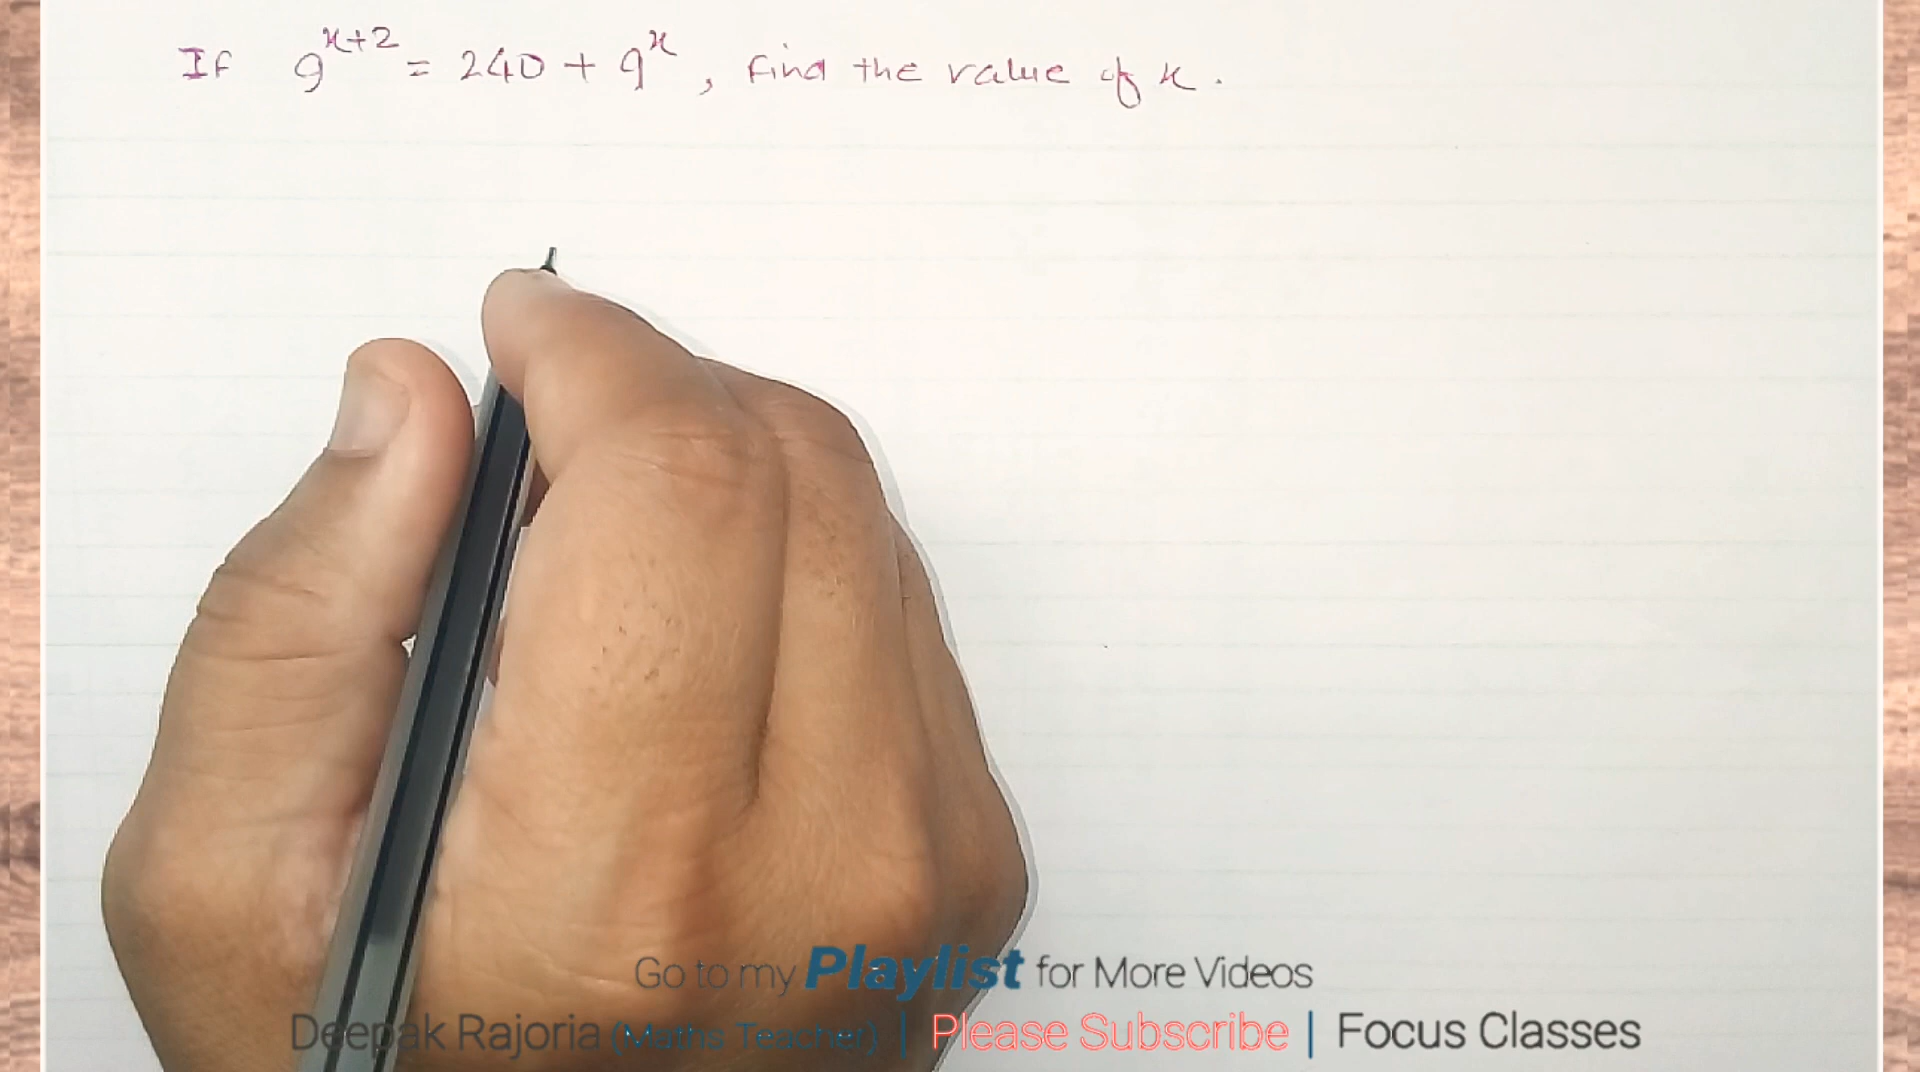 If 9^{x+2} = 240 + 9^x, find the value of x.
Go to my Playlist for More Videos
Deepak Rajoria (Maths Teacher) | Please Subscribe | Focus Classes